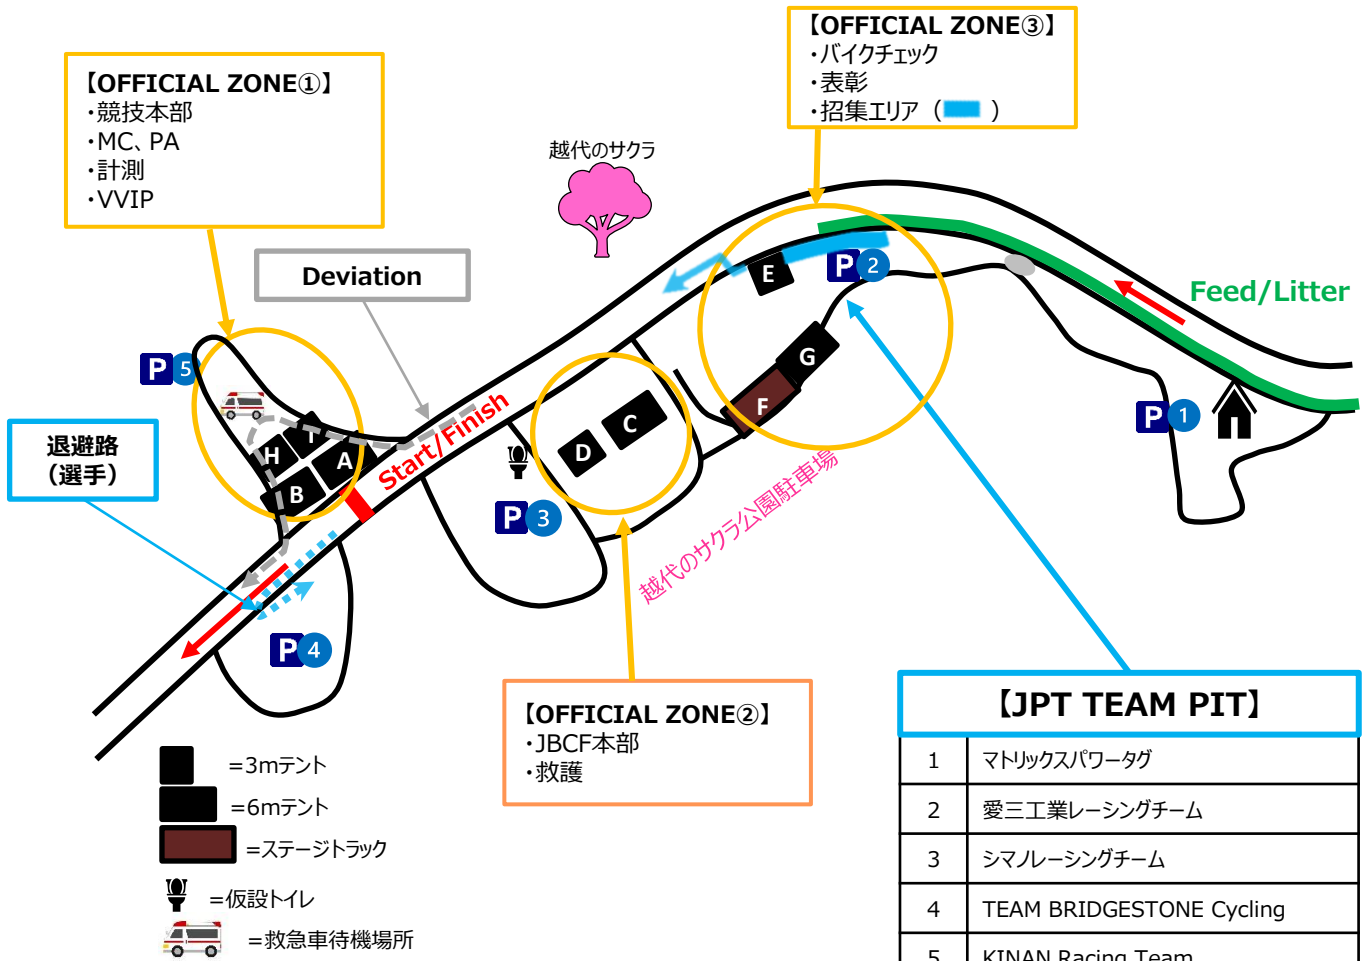 【OFFICIAL ZONE①】
・競技本部
・MC、PA
・計測
・VVIP
【OFFICIAL ZONE③】
・バイクチェック
・表彰
・招集エリア（ ）
越代のサクラ
Deviation
E
P 2
Feed/Litter
P 5
G
F
P 1
退避路
（選手）
I
H
A
B
Start/Finish
C
D
P 3
越代のサクラ公園駐車場
P 4
【OFFICIAL ZONE②】
・JBCF本部
・救護
=3mテント
=6mテント
=ステージトラック
=仮設トイレ
=救急車待機場所
【JPT TEAM PIT】
1 マトリックスパワータグ
2 愛三工業レーシングチーム
3 シマノレーシングチーム
4 TEAM BRIDGESTONE Cycling
5 KINAN Racing Team